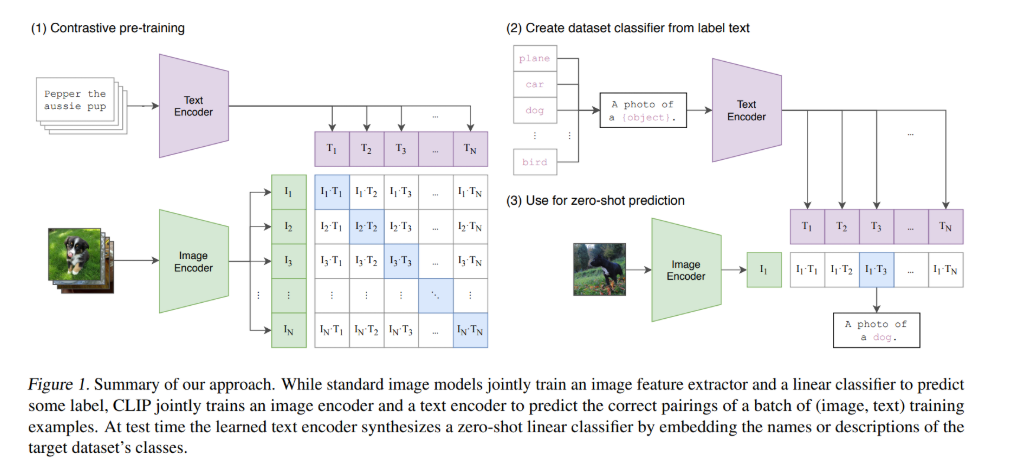 (1) Contrastive pre-training
Pepper the
aussie pup
Text
Encoder
...
T1 T2 T3 ... TN
I1 I1·T1 I1·T2 I1·T3 ... I1·TN
I2 I2·T1 I2·T2 I2·T3 ... I2·TN
Image
Encoder
I3 I3·T1 I3·T2 I3·T3 ... I3·TN
⋮ ⋮ ⋮ ⋮ ⋮ ⋱ ⋮
IN IN·T1 IN·T2 IN·T3 ... IN·TN
(2) Create dataset classifier from label text
plane
car
dog
⋮ ⋮
bird
A photo of
a {object}.
Text
Encoder
...
(3) Use for zero-shot prediction
T1 T2 T3 ... TN
Image
Encoder
I1 I1·T1 I1·T2 I1·T3 ... I1·TN
A photo of
a dog.
Figure 1. Summary of our approach. While standard image models jointly train an image feature extractor and a linear classifier to predict
some label, CLIP jointly trains an image encoder and a text encoder to predict the correct pairings of a batch of (image, text) training
examples. At test time the learned text encoder synthesizes a zero-shot linear classifier by embedding the names or descriptions of the
target dataset's classes.